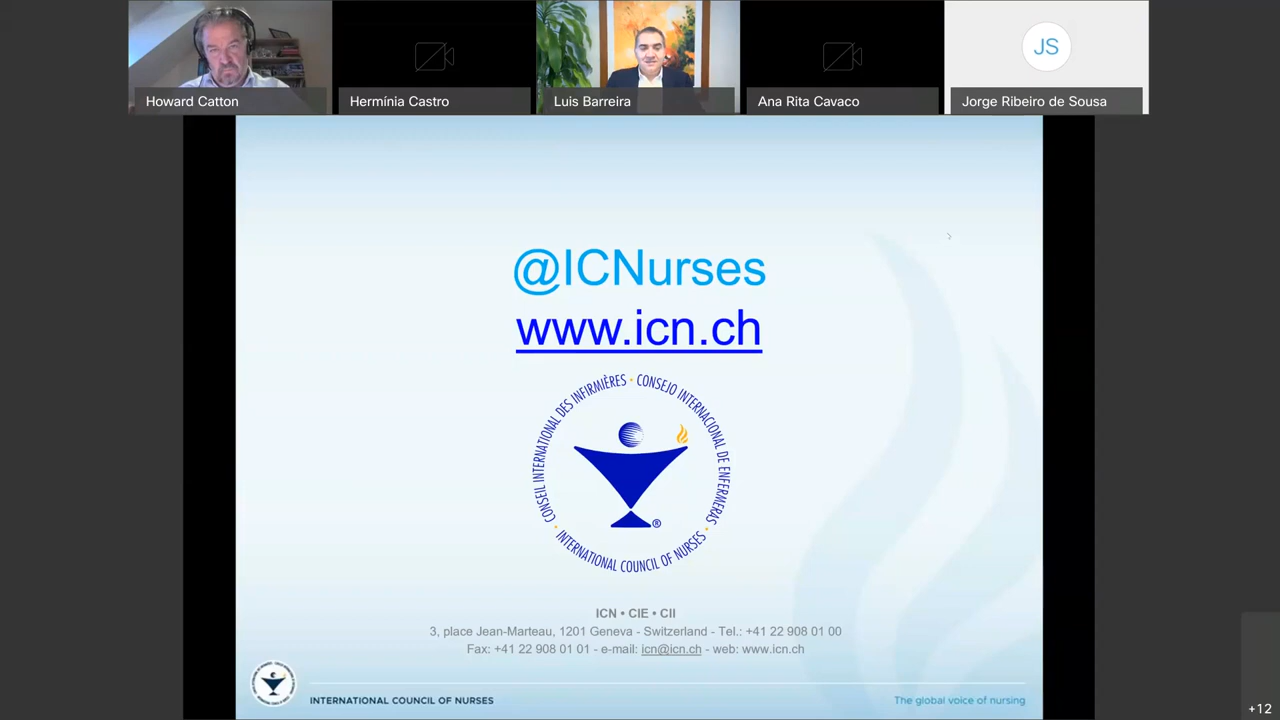 Howard Catton
Hermínia Castro
Luis Barreira
Ana Rita Cavaco
JS
Jorge Ribeiro de Sousa
@ICNurses
www.icn.ch
CONSEIL INTERNATIONAL DES INFIRMIÈRES • CONSEJO INTERNACIONAL DE ENFERMERAS • INTERNATIONAL COUNCIL OF NURSES •
®
ICN • CIE • CII
3, place Jean-Marteau, 1201 Geneva - Switzerland - Tel.: +41 22 908 01 00
Fax: +41 22 908 01 01 - e-mail: icn@icn.ch - web: www.icn.ch
INTERNATIONAL COUNCIL OF NURSES
The global voice of nursing
+12